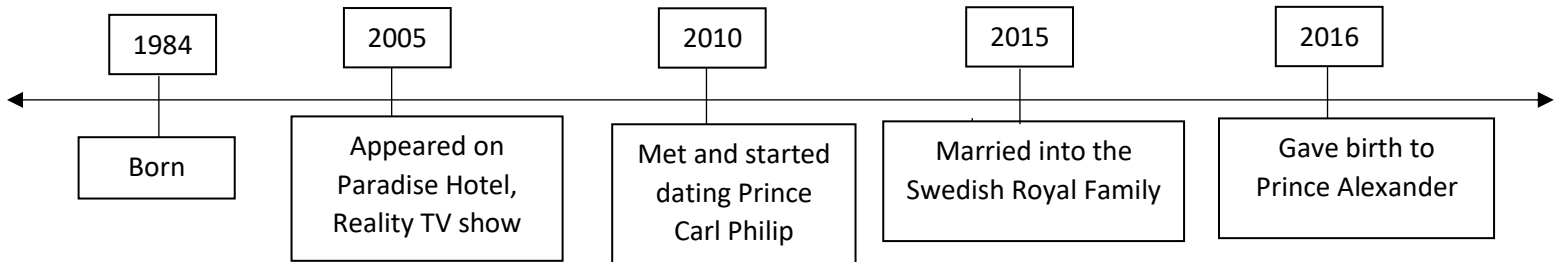 1984
2005
2010
2015
2016
Born
Appeared on
Paradise Hotel,
Reality TV show
Met and started
dating Prince
Carl Philip
Married into the
Swedish Royal Family
Gave birth to
Prince Alexander